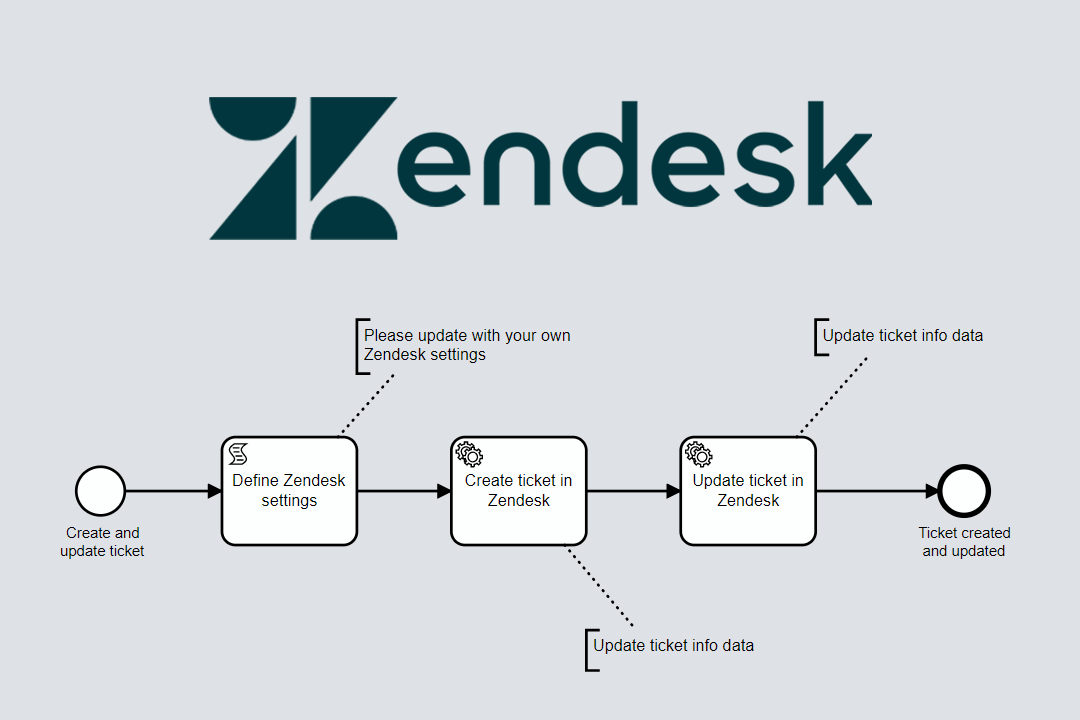 Zendesk
Please update with your own
Zendesk settings
Update ticket info data
Define Zendesk
settings
Create ticket in
Zendesk
Update ticket in
Zendesk
Create and
update ticket
Ticket created
and updated
Update ticket info data